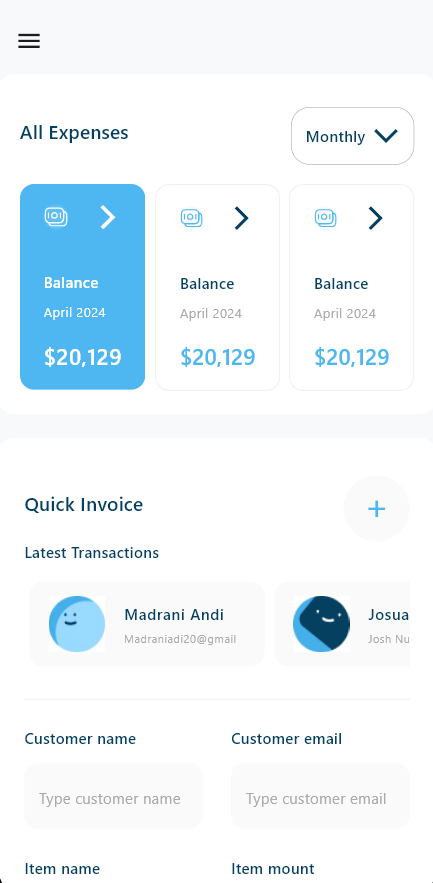 All Expenses
Monthly
Balance
April 2024
$20,129
Balance
April 2024
$20,129
Balance
April 2024
$20,129
Quick Invoice
Latest Transactions
Madrani Andi
Madraniadi20@gmail
Josua
Josh Nu
Customer name
Customer email
Type customer name
Type customer email
Item name
Item mount